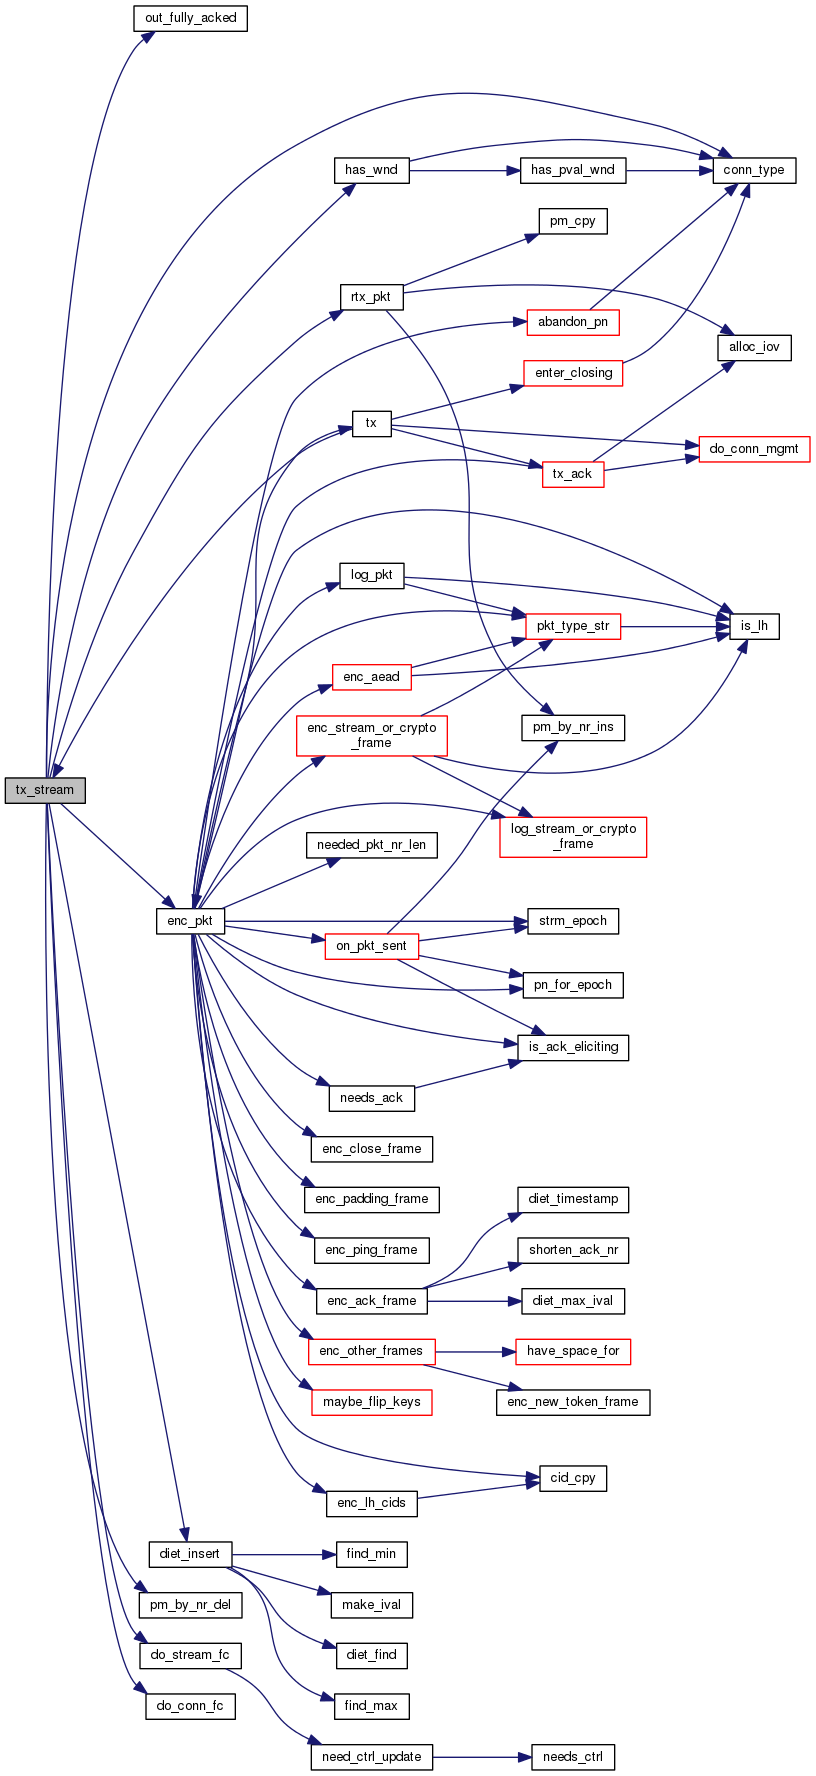 out_fully_acked
has_wnd
has_pval_wnd
conn_type
pm_cpy
rtx_pkt
abandon_pn
alloc_iov
enter_closing
tx
do_conn_mgmt
tx_ack
log_pkt
pkt_type_str
is_lh
enc_aead
enc_stream_or_crypto
_frame
pm_by_nr_ins
tx_stream
log_stream_or_crypto
_frame
needed_pkt_nr_len
enc_pkt
strm_epoch
on_pkt_sent
pn_for_epoch
is_ack_eliciting
needs_ack
enc_close_frame
enc_padding_frame
diet_timestamp
enc_ping_frame
shorten_ack_nr
enc_ack_frame
diet_max_ival
enc_other_frames
have_space_for
maybe_flip_keys
enc_new_token_frame
cid_cpy
enc_lh_cids
diet_insert
find_min
pm_by_nr_del
make_ival
do_stream_fc
diet_find
do_conn_fc
find_max
need_ctrl_update
needs_ctrl